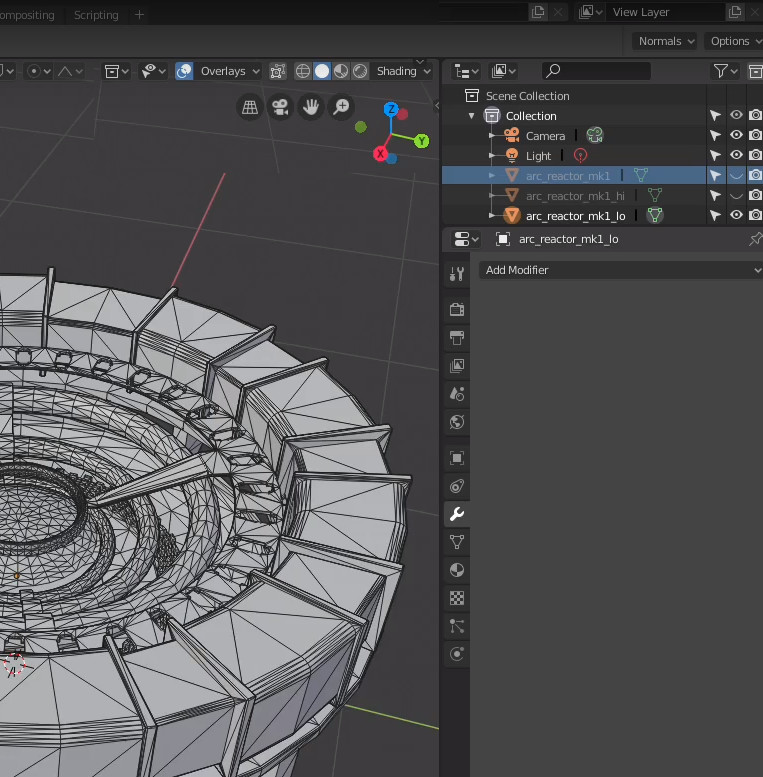 ompositing Scripting +
View Layer
Normals Options
Overlays Shading
Scene Collection
Collection
Camera
Light
arc_reactor_mk1
arc_reactor_mk1_hi
arc_reactor_mk1_lo
arc_reactor_mk1_lo
Add Modifier
Z
Y
X